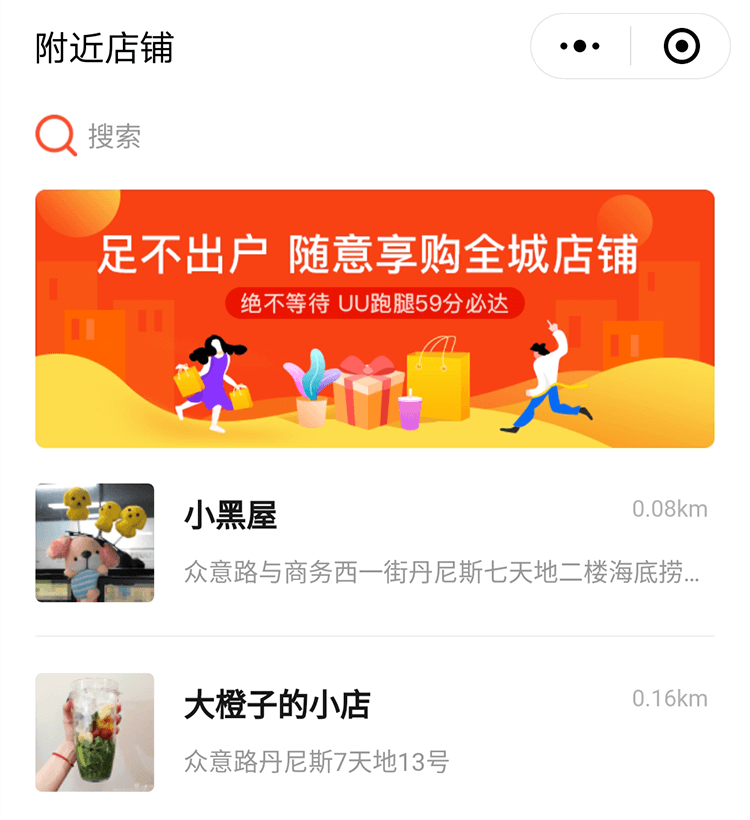 附近店铺
搜索
足不出户 随意享购全城店铺
绝不等待 UU跑腿59分必达
小黑屋
0.08km
众意路与商务西一街丹尼斯七天地二楼海底捞...
大橙子的小店
0.16km
众意路丹尼斯7天地13号